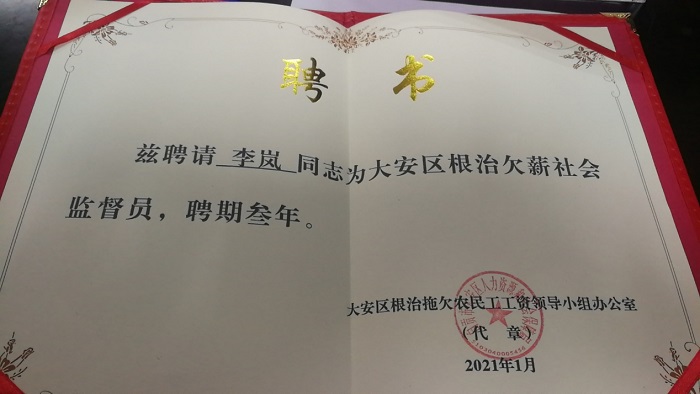 聘 书
兹聘请 李岚 同志为大安区根治欠薪社会
监督员，聘期叁年。
大安区根治拖欠农民工工资领导小组办公室
（代 章）
2021年1月